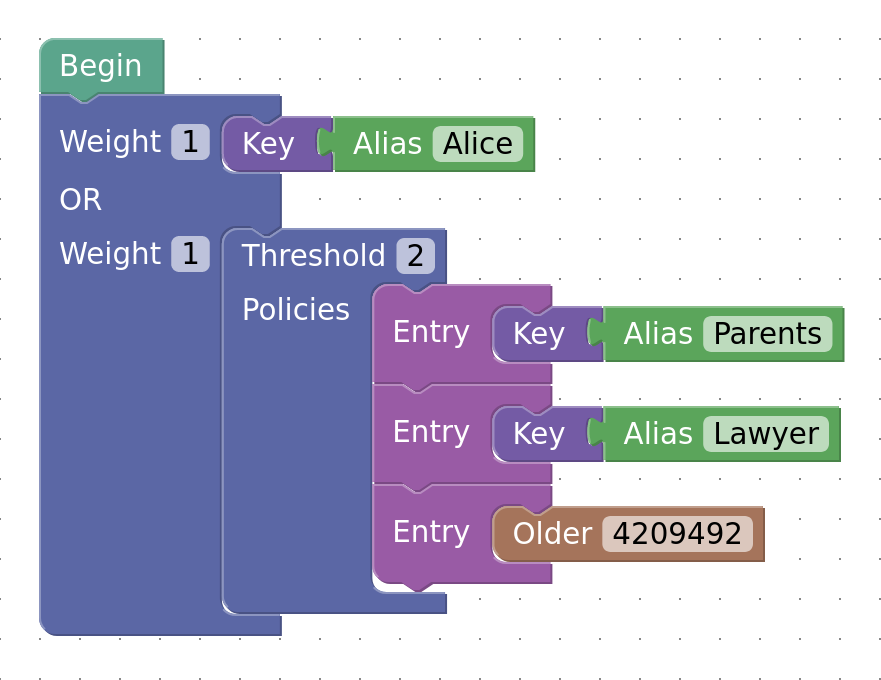 Begin
Weight 1 Key Alias Alice
OR
Weight 1 Threshold 2
Policies
Entry Key Alias Parents
Entry Key Alias Lawyer
Entry Older 4209492